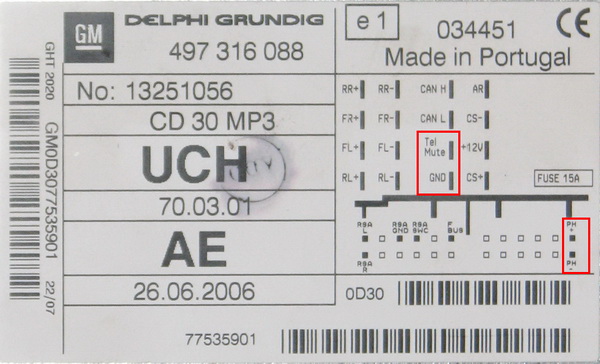 GM
DELPHI GRUNDIG
497 316 088
e 1
034451
CE
Made in Portugal
GHT 2020
GM0D3077535901
22/07
No: 13251056
CD 30 MP3
UCH
70.03.01
AE
26.06.2006
77535901
RR+ RR- CAN H AR
FR+ FR- CAN L CS-
FL+ FL- Tel Mute +12V
RL+ RL- GND CS+
FUSE 15A
RSA L RSA GND RSA SWC F BUS PH +
RSA R PH -
0D30